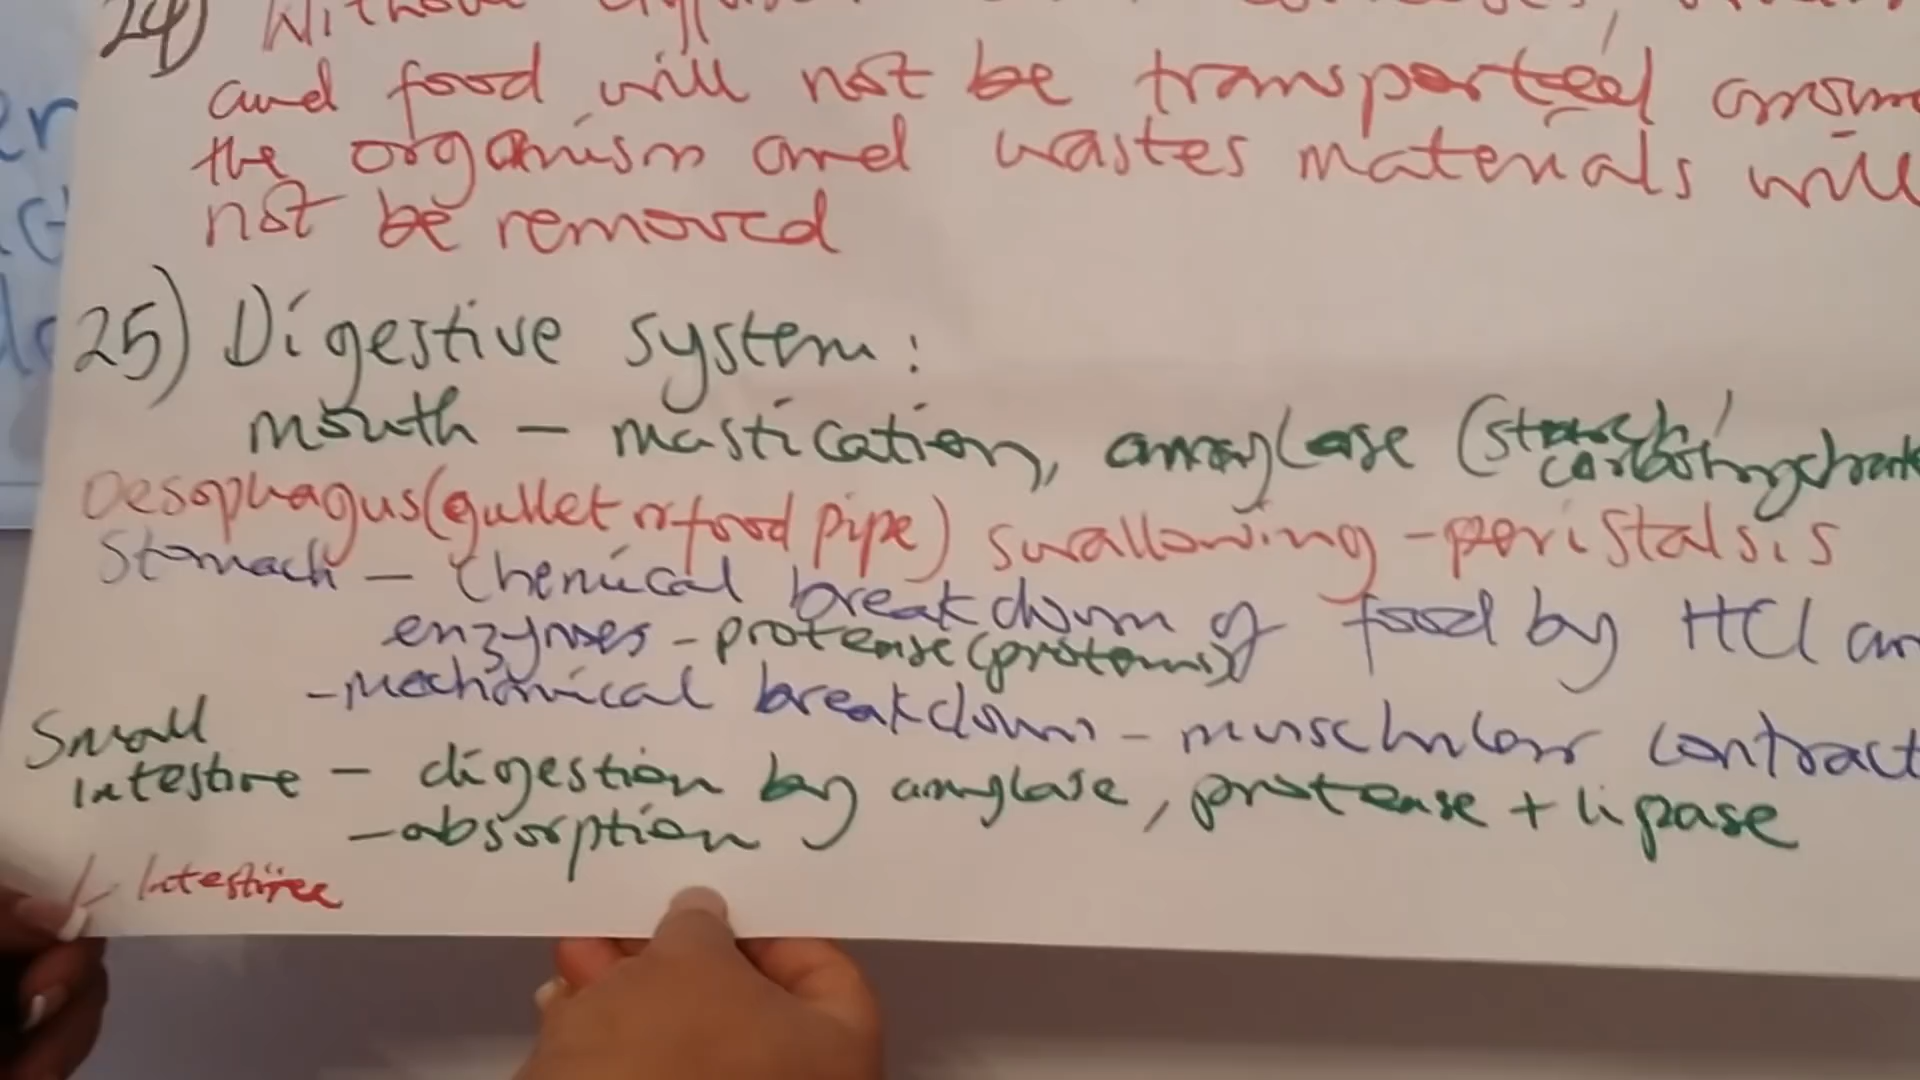 24) Without
and food will not be transported
the organism and wastes materials will
not be removed
25) Digestive system:
mouth - mastication, amylase (starch/
carbohydrate
Oesophagus (gullet or food pipe) swallowing - peristalsis
Stomach - Chemical breakdown of food by HCl an
enzymes - protease (proteins)
- mechanical breakdown - muscular contract
Small
intestine - digestion by amylase, protease + lipase
- absorption
L- Intestine